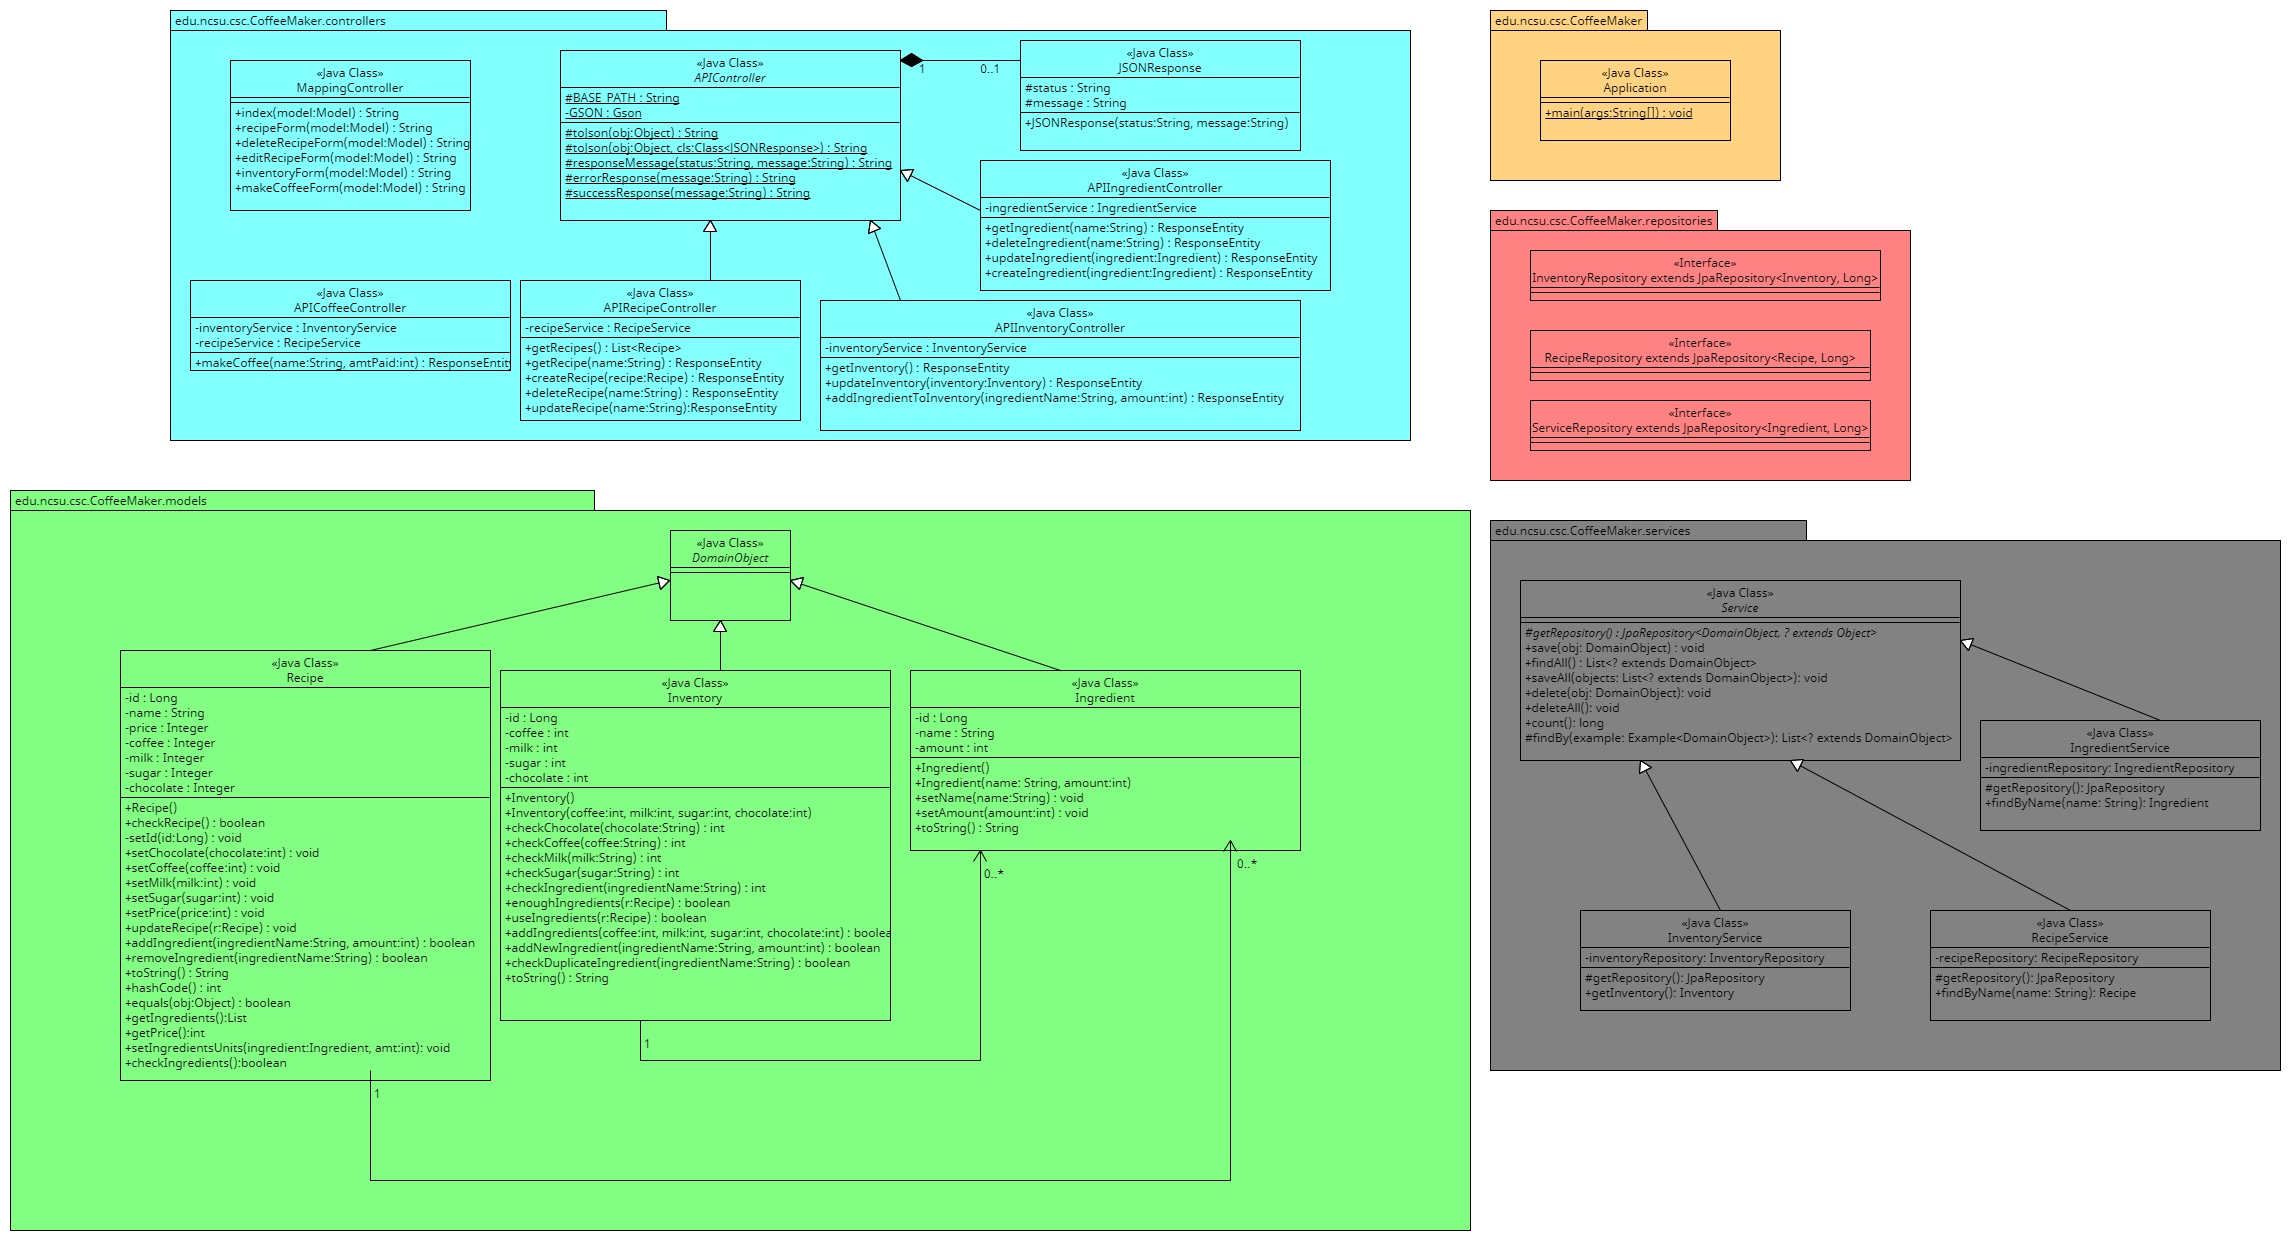 edu.ncsu.csc.CoffeeMaker.controllers
«Java Class»
MappingController
+index(model:Model) : String
+recipeForm(model:Model) : String
+deleteRecipeForm(model:Model) : String
+editRecipeForm(model:Model) : String
+inventoryForm(model:Model) : String
+makeCoffeeForm(model:Model) : String
«Java Class»
APIController
#BASE_PATH : String
-GSON : Gson
#toJson(obj:Object) : String
#toJson(obj:Object, cls:Class<JSONResponse>) : String
#responseMessage(status:String, message:String) : String
#errorResponse(message:String) : String
#successResponse(message:String) : String
1
0..1
«Java Class»
JSONResponse
#status : String
#message : String
+JSONResponse(status:String, message:String)
«Java Class»
APIIngredientController
-ingredientService : IngredientService
+getIngredient(name:String) : ResponseEntity
+deleteIngredient(name:String) : ResponseEntity
+updateIngredient(ingredient:Ingredient) : ResponseEntity
+createIngredient(ingredient:Ingredient) : ResponseEntity
«Java Class»
APICoffeeController
-inventoryService : InventoryService
-recipeService : RecipeService
+makeCoffee(name:String, amtPaid:int) : ResponseEntity
«Java Class»
APIRecipeController
-recipeService : RecipeService
+getRecipes() : List<Recipe>
+getRecipe(name:String) : ResponseEntity
+createRecipe(recipe:Recipe) : ResponseEntity
+deleteRecipe(name:String) : ResponseEntity
+updateRecipe(name:String):ResponseEntity
«Java Class»
APIInventoryController
-inventoryService : InventoryService
+getInventory() : ResponseEntity
+updateInventory(inventory:Inventory) : ResponseEntity
+addIngredientToInventory(ingredientName:String, amount:int) : ResponseEntity
edu.ncsu.csc.CoffeeMaker
«Java Class»
Application
+main(args:String[]) : void
edu.ncsu.csc.CoffeeMaker.repositories
«Interface»
InventoryRepository extends JpaRepository<Inventory, Long>
«Interface»
RecipeRepository extends JpaRepository<Recipe, Long>
«Interface»
ServiceRepository extends JpaRepository<Ingredient, Long>
edu.ncsu.csc.CoffeeMaker.models
«Java Class»
DomainObject
«Java Class»
Recipe
-id : Long
-name : String
-price : Integer
-coffee : Integer
-milk : Integer
-sugar : Integer
-chocolate : Integer
+Recipe()
+checkRecipe() : boolean
-setId(id:Long) : void
+setChocolate(chocolate:int) : void
+setCoffee(coffee:int) : void
+setMilk(milk:int) : void
+setSugar(sugar:int) : void
+setPrice(price:int) : void
+updateRecipe(r:Recipe) : void
+addIngredient(ingredientName:String, amount:int) : boolean
+removeIngredient(ingredientName:String) : boolean
+toString() : String
+hashCode() : int
+equals(obj:Object) : boolean
+getIngredients():List
+getPrice():int
+setIngredientsUnits(ingredient:Ingredient, amt:int): void
+checkIngredients():boolean
1
«Java Class»
Inventory
-id : Long
-coffee : int
-milk : int
-sugar : int
-chocolate : int
+Inventory()
+Inventory(coffee:int, milk:int, sugar:int, chocolate:int)
+checkChocolate(chocolate:String) : int
+checkCoffee(coffee:String) : int
+checkMilk(milk:String) : int
+checkSugar(sugar:String) : int
+checkIngredient(ingredientName:String) : int
+enoughIngredients(r:Recipe) : boolean
+useIngredients(r:Recipe) : boolean
+addIngredients(coffee:int, milk:int, sugar:int, chocolate:int) : boolea
+addNewIngredient(ingredientName:String, amount:int) : boolean
+checkDuplicateIngredient(ingredientName:String) : boolean
+toString() : String
1
«Java Class»
Ingredient
-id : Long
-name : String
-amount : int
+Ingredient()
+Ingredient(name: String, amount:int)
+setName(name:String) : void
+setAmount(amount:int) : void
+toString() : String
0..*
0..*
edu.ncsu.csc.CoffeeMaker.services
«Java Class»
Service
#getRepository() : JpaRepository<DomainObject, ? extends Object>
+save(obj: DomainObject) : void
+findAll() : List<? extends DomainObject>
+saveAll(objects: List<? extends DomainObject>): void
+delete(obj: DomainObject): void
+deleteAll(): void
+count(): long
#findBy(example: Example<DomainObject>): List<? extends DomainObject>
«Java Class»
IngredientService
-ingredientRepository: IngredientRepository
#getRepository(): JpaRepository
+findByName(name: String): Ingredient
«Java Class»
InventoryService
-inventoryRepository: InventoryRepository
#getRepository(): JpaRepository
+getInventory(): Inventory
«Java Class»
RecipeService
-recipeRepository: RecipeRepository
#getRepository(): JpaRepository
+findByName(name: String): Recipe